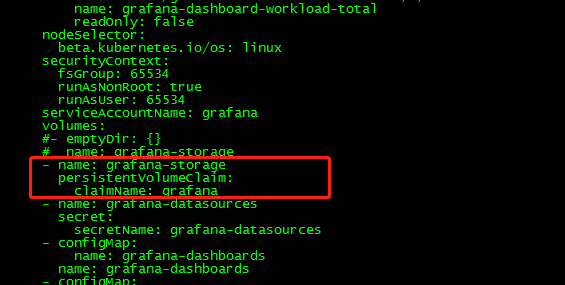 name: grafana-dashboard-workload-total
readOnly: false
nodeSelector:
beta.kubernetes.io/os: linux
securityContext:
fsGroup: 65534
runAsNonRoot: true
runAsUser: 65534
serviceAccountName: grafana
volumes:
#- emptyDir: {}
#  name: grafana-storage
- name: grafana-storage
persistentVolumeClaim:
claimName: grafana
- name: grafana-datasources
secret:
secretName: grafana-datasources
- configMap:
name: grafana-dashboards
name: grafana-dashboards
- configMap: